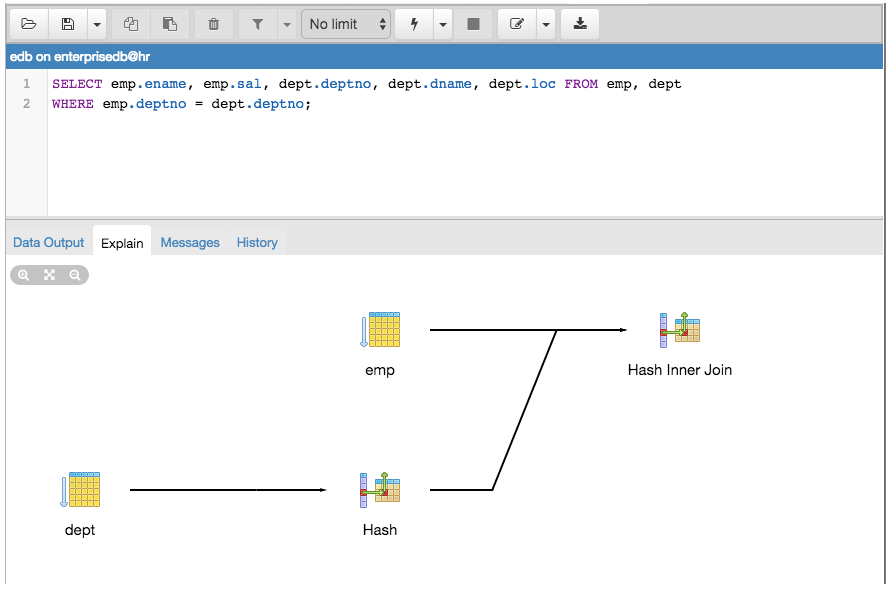 No limit
edb on enterprisedb@hr
1 SELECT emp.ename, emp.sal, dept.deptno, dept.dname, dept.loc FROM emp, dept
2 WHERE emp.deptno = dept.deptno;
Data Output Explain Messages History
emp
Hash Inner Join
dept
Hash